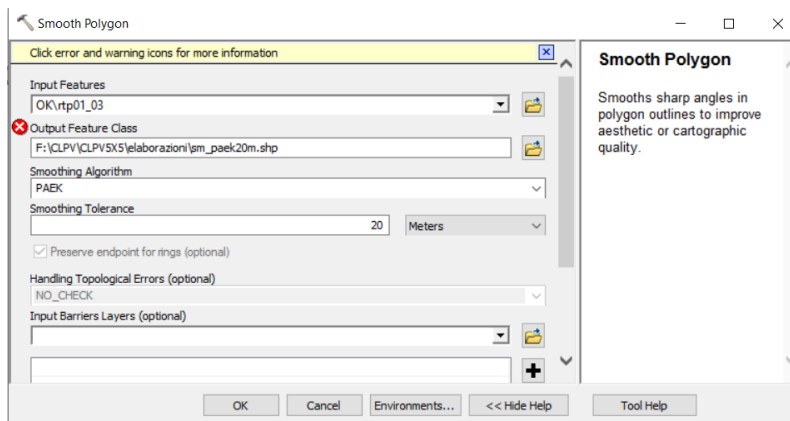 Smooth Polygon
Click error and warning icons for more information
Input Features
OK\rtp01_03
Output Feature Class
F:\CLPV\CLPV5X5\elaborazioni\sm_paek20m.shp
Smoothing Algorithm
PAEK
Smoothing Tolerance
20 Meters
Preserve endpoint for rings (optional)
Handling Topological Errors (optional)
NO_CHECK
Input Barriers Layers (optional)
OK Cancel Environments... << Hide Help Tool Help
Smooth Polygon
Smooths sharp angles in
polygon outlines to improve
aesthetic or cartographic
quality.